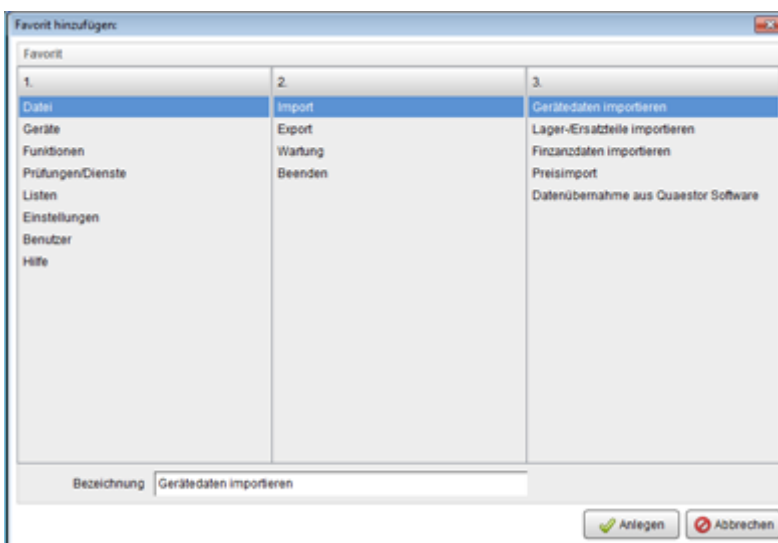 Favorit hinzufügen:
Favorit
1. 2. 3.
Datei Import Gerätedaten importieren
Geräte Export Lager-/Ersatzteile importieren
Funktionen Wartung Finzanzdaten importieren
Prüfungen/Dienste Beenden Preisimport
Listen Datenübernahme aus Quaestor Software
Einstellungen
Benutzer
Hilfe
Bezeichnung Gerätedaten importieren
Anlegen Abbrechen